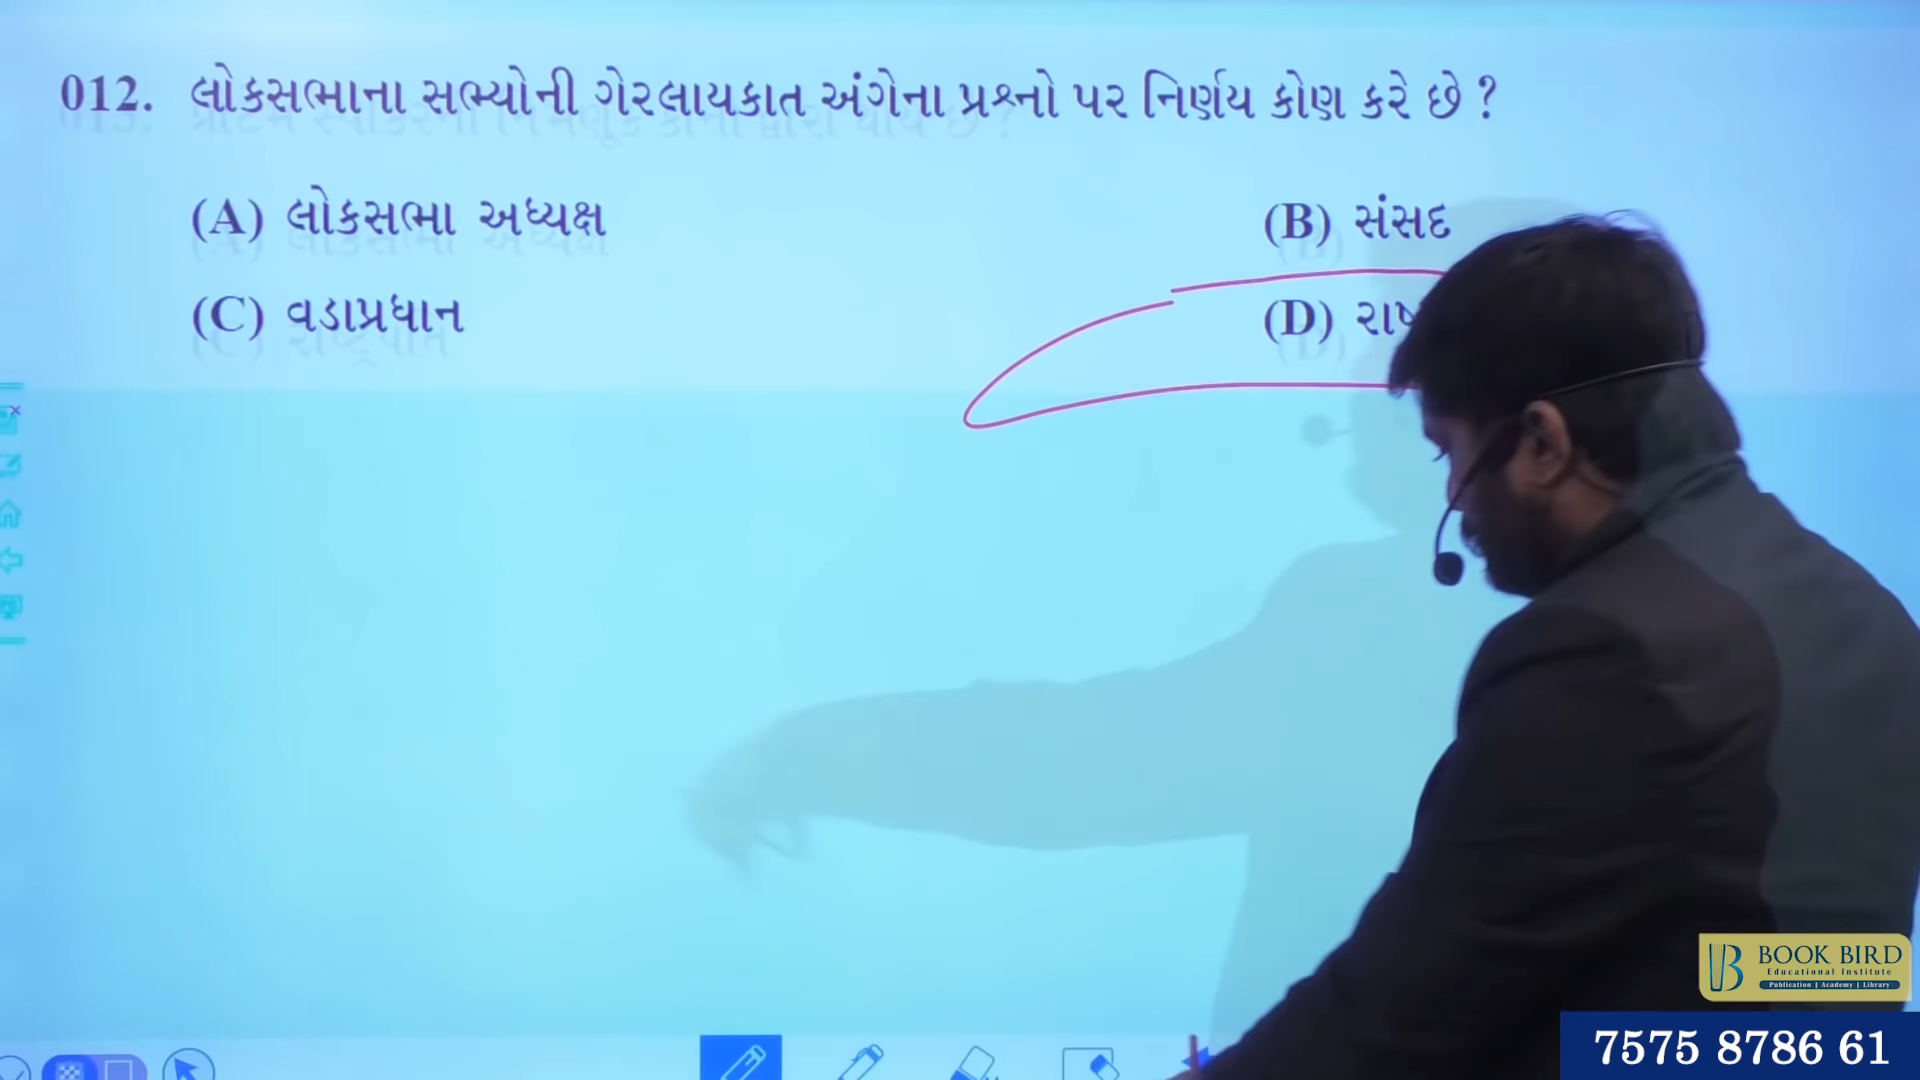 012. લોકસભાના સભ્યોની ગેરલાયકાત અંગેના પ્રશ્નો પર નિર્ણય કોણ કરે છે ?
(A) લોકસભા અધ્યક્ષ
(B) સંસદ
(C) વડાપ્રધાન
(D)
BOOK BIRD
Educational Institute
Publication | Academy | Library
7575 8786 61